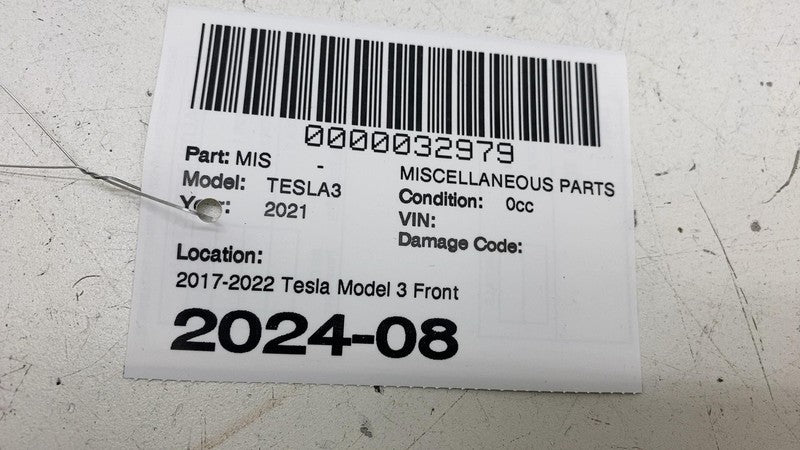 0000032979
Part: MIS - MISCELLANEOUS PARTS
Model: TESLA3 Condition: 0cc
Year: 2021 VIN:
Damage Code:
Location:
2017-2022 Tesla Model 3 Front
2024-08